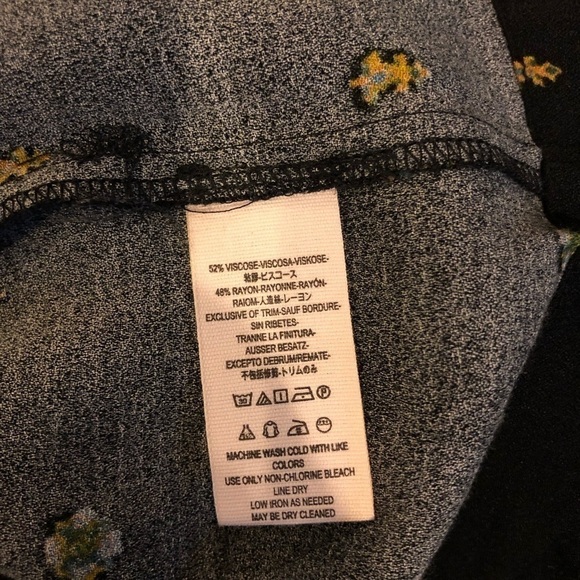 52% VISCOSE-VISCOSA-VISKOSE-
粘膠-ビスコース
48% RAYON-RAYONNE-RAYÓN-
RAIOM-人造絲-レーヨン
EXCLUSIVE OF TRIM-SAUF BORDURE-
SIN RIBETES-
TRANNE LA FINITURA-
AUSSER BESATZ-
EXCEPTO DEBRUM/REMATE-
不包括修剪-トリムのみ
30 P
MACHINE WASH COLD WITH LIKE
COLORS
USE ONLY NON-CHLORINE BLEACH
LINE DRY
LOW IRON AS NEEDED
MAY BE DRY CLEANED